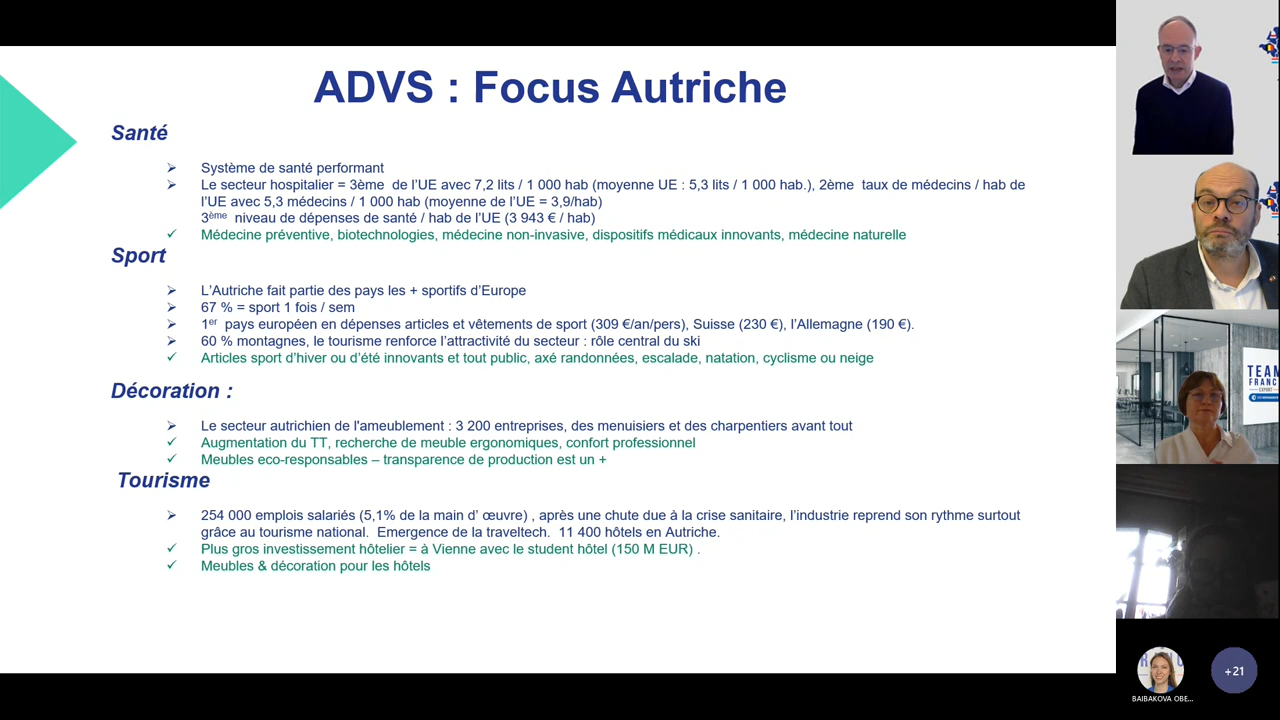 ADVS : Focus Autriche
Santé
Système de santé performant
Le secteur hospitalier = 3ème de l'UE avec 7,2 lits / 1 000 hab (moyenne UE : 5,3 lits / 1 000 hab.), 2ème taux de médecins / hab de
l'UE avec 5,3 médecins / 1 000 hab (moyenne de l'UE = 3,9/hab)
3ème niveau de dépenses de santé / hab de l'UE (3 943 € / hab)
Médecine préventive, biotechnologies, médecine non-invasive, dispositifs médicaux innovants, médecine naturelle
Sport
L'Autriche fait partie des pays les + sportifs d'Europe
67 % = sport 1 fois / sem
1er pays européen en dépenses articles et vêtements de sport (309 €/an/pers), Suisse (230 €), l'Allemagne (190 €).
60 % montagnes, le tourisme renforce l'attractivité du secteur : rôle central du ski
Articles sport d'hiver ou d'été innovants et tout public, axé randonnées, escalade, natation, cyclisme ou neige
Décoration :
Le secteur autrichien de l'ameublement : 3 200 entreprises, des menuisiers et des charpentiers avant tout
Augmentation du TT, recherche de meuble ergonomiques, confort professionnel
Meubles eco-responsables – transparence de production est un +
Tourisme
254 000 emplois salariés (5,1% de la main d' œuvre) , après une chute due à la crise sanitaire, l'industrie reprend son rythme surtout
grâce au tourisme national. Emergence de la traveltech. 11 400 hôtels en Autriche.
Plus gros investissement hôtelier = à Vienne avec le student hôtel (150 M EUR) .
Meubles & décoration pour les hôtels
TEAM
FRANC
EXPORT
BAIBAKOVA OBE...
+21